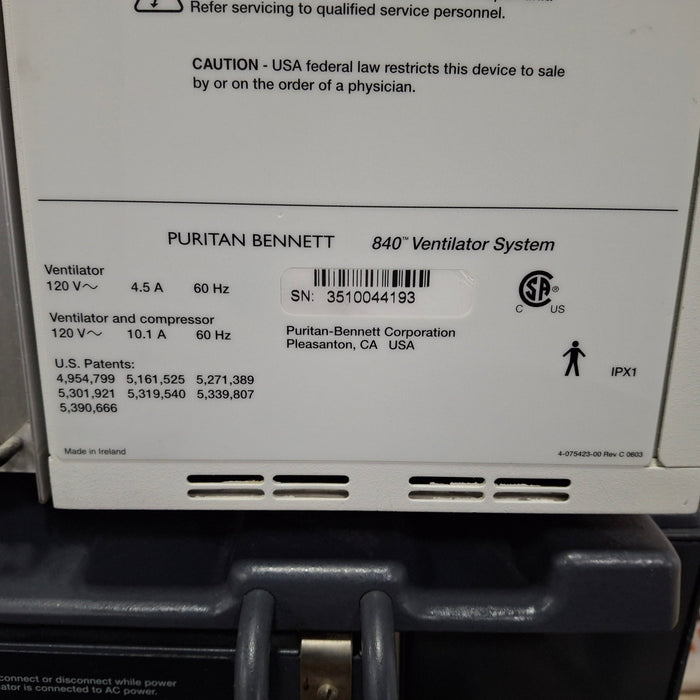 Refer servicing to qualified service personnel.
CAUTION - USA federal law restricts this device to sale
by or on the order of a physician.
PURITAN BENNETT 840™ Ventilator System
Ventilator
120 V～ 4.5 A 60 Hz
SN: 3510044193
SA ®
C US
Ventilator and compressor
120 V～ 10.1 A 60 Hz
Puritan-Bennett Corporation
Pleasanton, CA USA
U.S. Patents:
4,954,799 5,161,525 5,271,389
5,301,921 5,319,540 5,339,807
5,390,666
IPX1
Made in Ireland
4-075423-00 Rev C 0603
connect or disconnect while power
ator is connected to AC power.